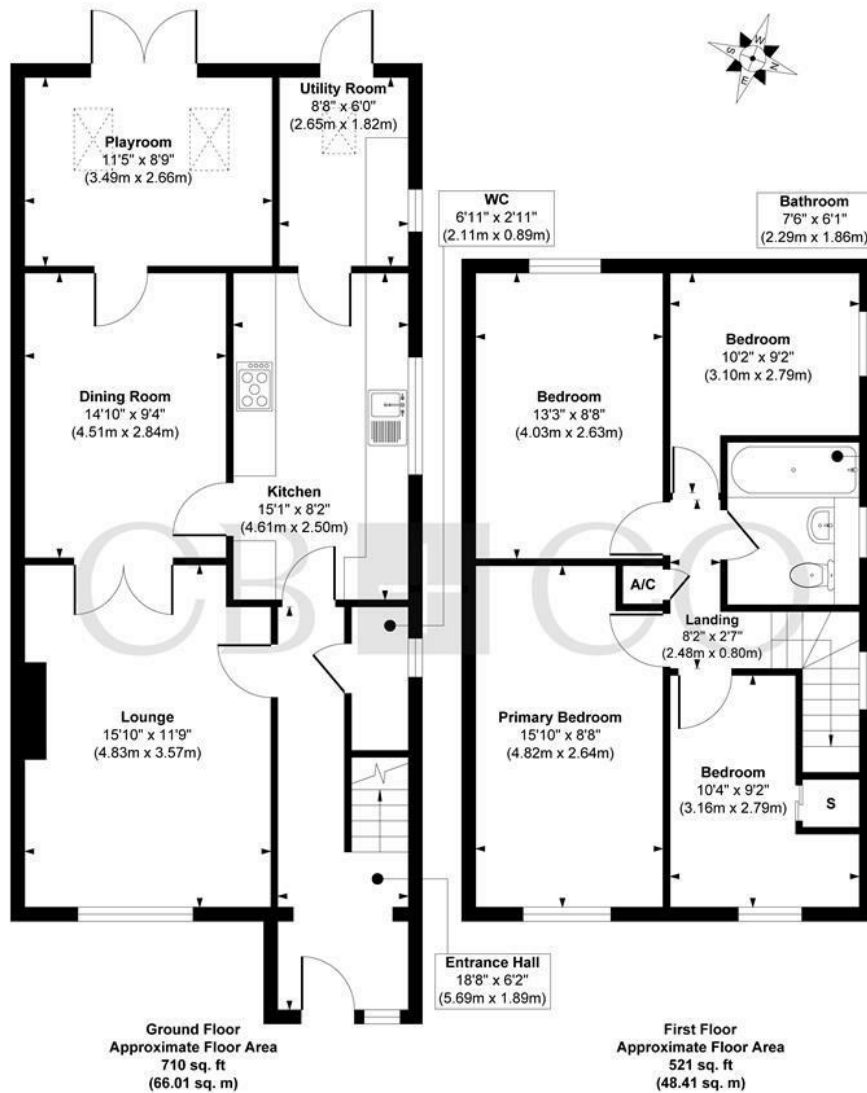 W
S
N
E
Playroom
11'5" x 8'9"
(3.49m x 2.66m)
Utility Room
8'8" x 6'0"
(2.65m x 1.82m)
WC
6'11" x 2'11"
(2.11m x 0.89m)
Bathroom
7'6" x 6'1"
(2.29m x 1.86m)
Dining Room
14'10" x 9'4"
(4.51m x 2.84m)
Kitchen
15'1" x 8'2"
(4.61m x 2.50m)
Bedroom
13'3" x 8'8"
(4.03m x 2.63m)
Bedroom
10'2" x 9'2"
(3.10m x 2.79m)
CB CO
A/C
Landing
8'2" x 2'7"
(2.48m x 0.80m)
Lounge
15'10" x 11'9"
(4.83m x 3.57m)
Primary Bedroom
15'10" x 8'8"
(4.82m x 2.64m)
Bedroom
10'4" x 9'2"
(3.16m x 2.79m)
S
Entrance Hall
18'8" x 6'2"
(5.69m x 1.89m)
Ground Floor
Approximate Floor Area
710 sq. ft
(66.01 sq. m)
First Floor
Approximate Floor Area
521 sq. ft
(48.41 sq. m)